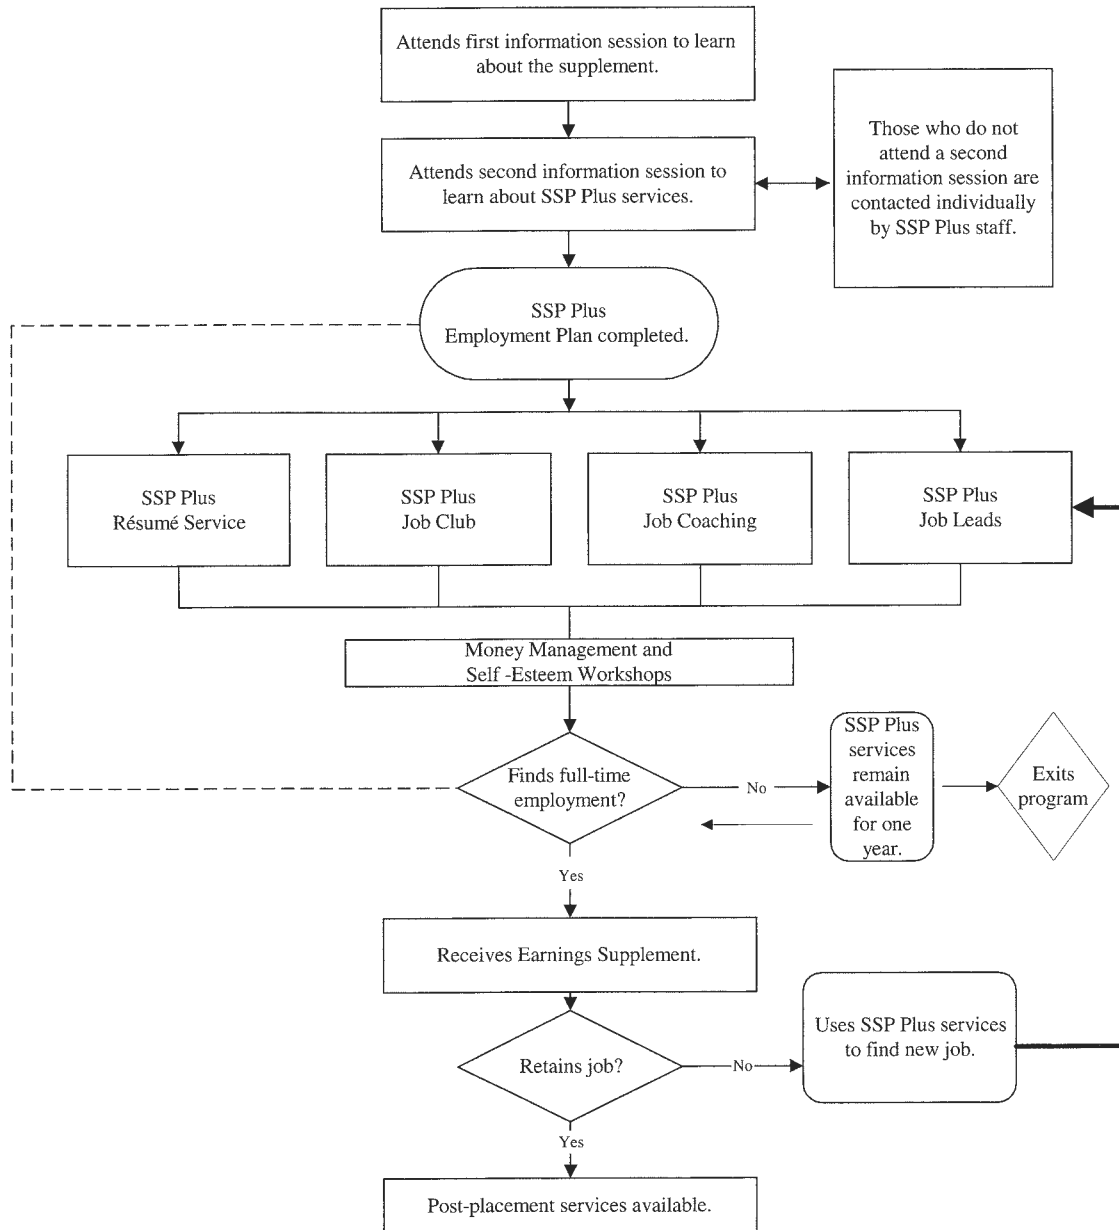 Attends first information session to learn
about the supplement.
Those who do not
attend a second
information session are
contacted individually
by SSP Plus staff.
Attends second information session to
learn about SSP Plus services.
SSP Plus
Employment Plan completed.
SSP Plus
Résumé Service
SSP Plus
Job Club
SSP Plus
Job Coaching
SSP Plus
Job Leads
Money Management and
Self -Esteem Workshops
Finds full-time
employment?
No
SSP Plus
services
remain
available
for one
year.
Exits
program
Yes
Receives Earnings Supplement.
Retains job?
No
Uses SSP Plus services
to find new job.
Yes
Post-placement services available.